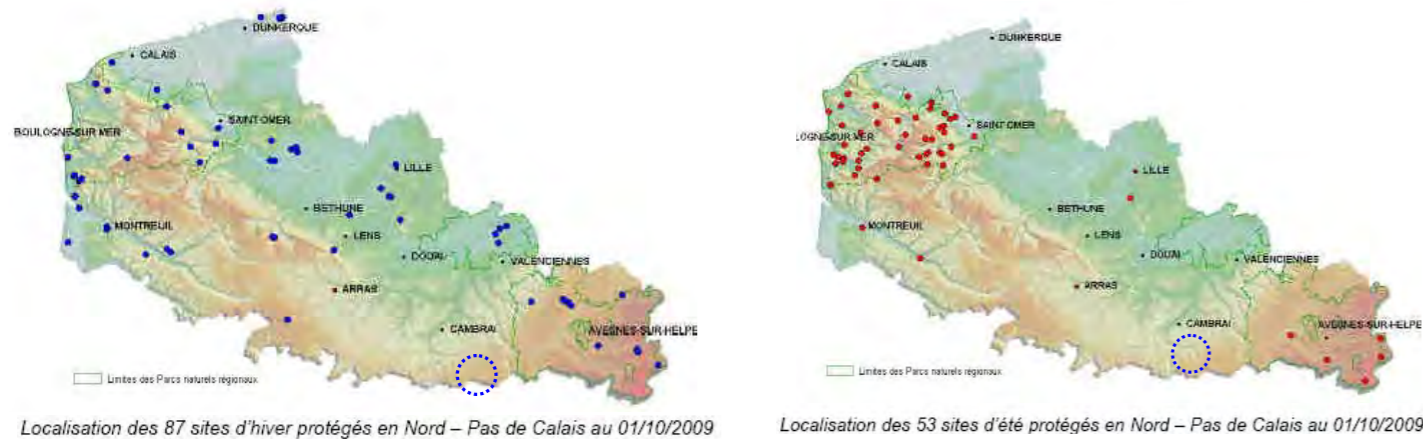 DUNKERQUE
CALAIS
SAINT OMER
BOULOGNE-SUR MER
LILLE
BETHUNE
MONTREUIL
LENS
DOUAI
VALENCIENNES
ARRAS
CAMBRAI
AVESNES-SUR-HELPE
Limites des Parcs naturels régionaux
Localisation des 87 sites d'hiver protégés en Nord – Pas de Calais au 01/10/2009
DUNKERQUE
CALAIS
SAINT OMER
LOGNE-SUR MER
LILLE
BETHUNE
MONTREUIL
LENS
DOUAI
VALENCIENNES
ARRAS
CAMBRAI
AVESNES-SUR-HELPE
Limites des Parcs naturels régionaux
Localisation des 53 sites d'été protégés en Nord – Pas de Calais au 01/10/2009